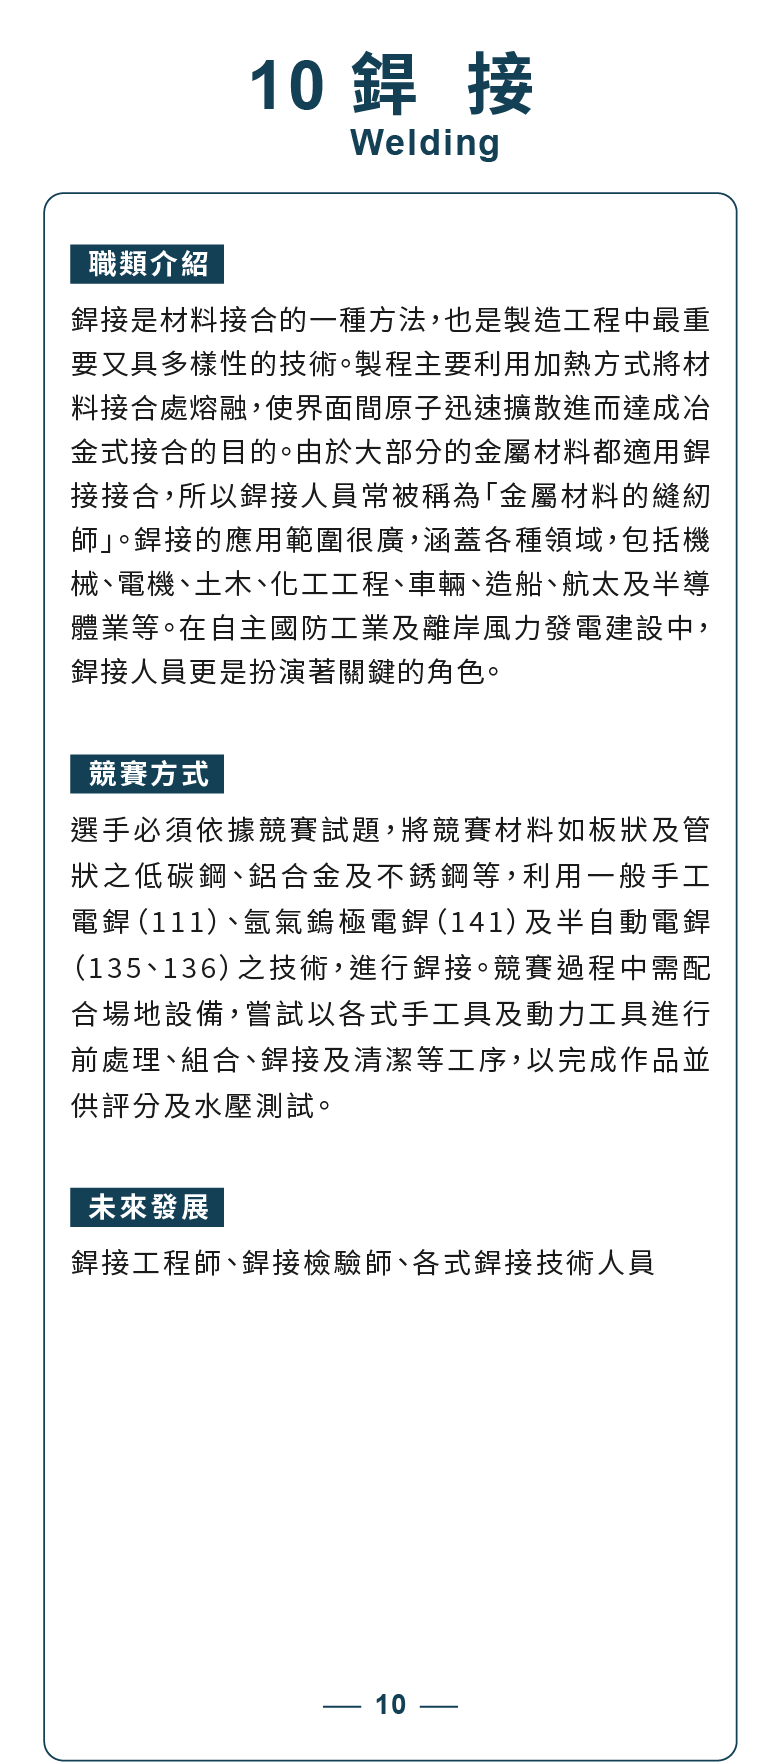 10 銲 接
Welding
職類介紹
銲接是材料接合的一種方法，也是製造工程中最重
要又具多樣性的技術。製程主要利用加熱方式將材
料接合處熔融，使界面間原子迅速擴散進而達成冶
金式接合的目的。由於大部分的金屬材料都適用銲
接接合，所以銲接人員常被稱為「金屬材料的縫紉
師」。銲接的應用範圍很廣，涵蓋各種領域，包括機
械、電機、土木、化工工程、車輛、造船、航太及半導
體業等。在自主國防工業及離岸風力發電建設中，
銲接人員更是扮演著關鍵的角色。
競賽方式
選手必須依據競賽試題，將競賽材料如板狀及管
狀之低碳鋼、鋁合金及不銹鋼等，利用一般手工
電銲（111）、氬氣鎢極電銲（141）及半自動電銲
（135、136）之技術，進行銲接。競賽過程中需配
合場地設備，嘗試以各式手工具及動力工具進行
前處理、組合、銲接及清潔等工序，以完成作品並
供評分及水壓測試。
未來發展
銲接工程師、銲接檢驗師、各式銲接技術人員
10